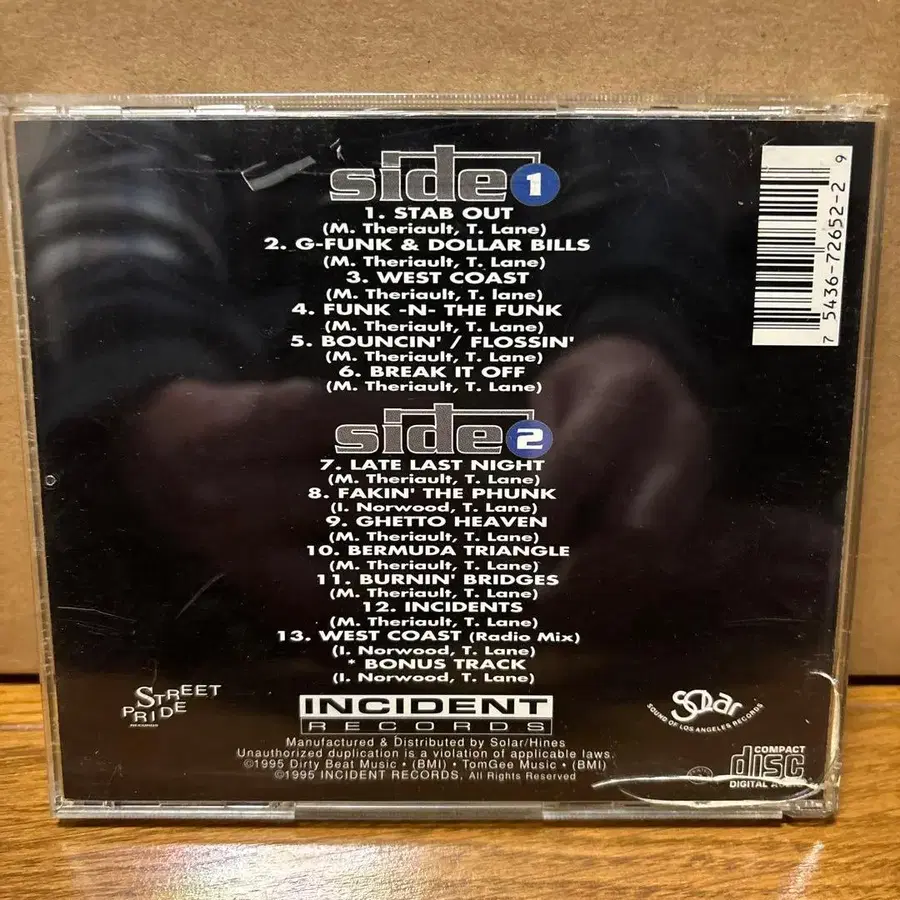 side 1
1. STAB OUT
(M. Theriault, T. Lane)
2. G-FUNK & DOLLAR BILLS
(M. Theriault, T. Lane)
3. WEST COAST
(M. Theriault, T. lane)
4. FUNK -N- THE FUNK
(M. Theriault, T. Lane)
5. BOUNCIN' / FLOSSIN'
(M. Theriault, T. Lane)
6. BREAK IT OFF
(M. Theriault, T. Lane)
side 2
7. LATE LAST NIGHT
(M. Theriault, T. Lane)
8. FAKIN' THE PHUNK
(I. Norwood, T. Lane)
9. GHETTO HEAVEN
(M. Theriault, T. Lane)
10. BERMUDA TRIANGLE
(M. Theriault, T. Lane)
11. BURNIN' BRIDGES
(M. Theriault, T. Lane)
12. INCIDENTS
(M. Theriault, T. Lane)
13. WEST COAST (Radio Mix)
(I. Norwood, T. Lane)
* BONUS TRACK
(I. Norwood, T. Lane)
7 5436-72652-2 9
STREET
PRIDE
RECORDS
INCIDENT
RECORDS
Manufactured & Distributed by Solar/Hines
Unauthorized duplication is a violation of applicable laws.
©1995 Dirty Beat Music • (BMI) • TomGee Music • (BMI)
©1995 INCIDENT RECORDS, All Rights Reserved
Solar
SOUND OF LOS ANGELES RECORDS
COMPACT
disc
DIGITAL AUDIO